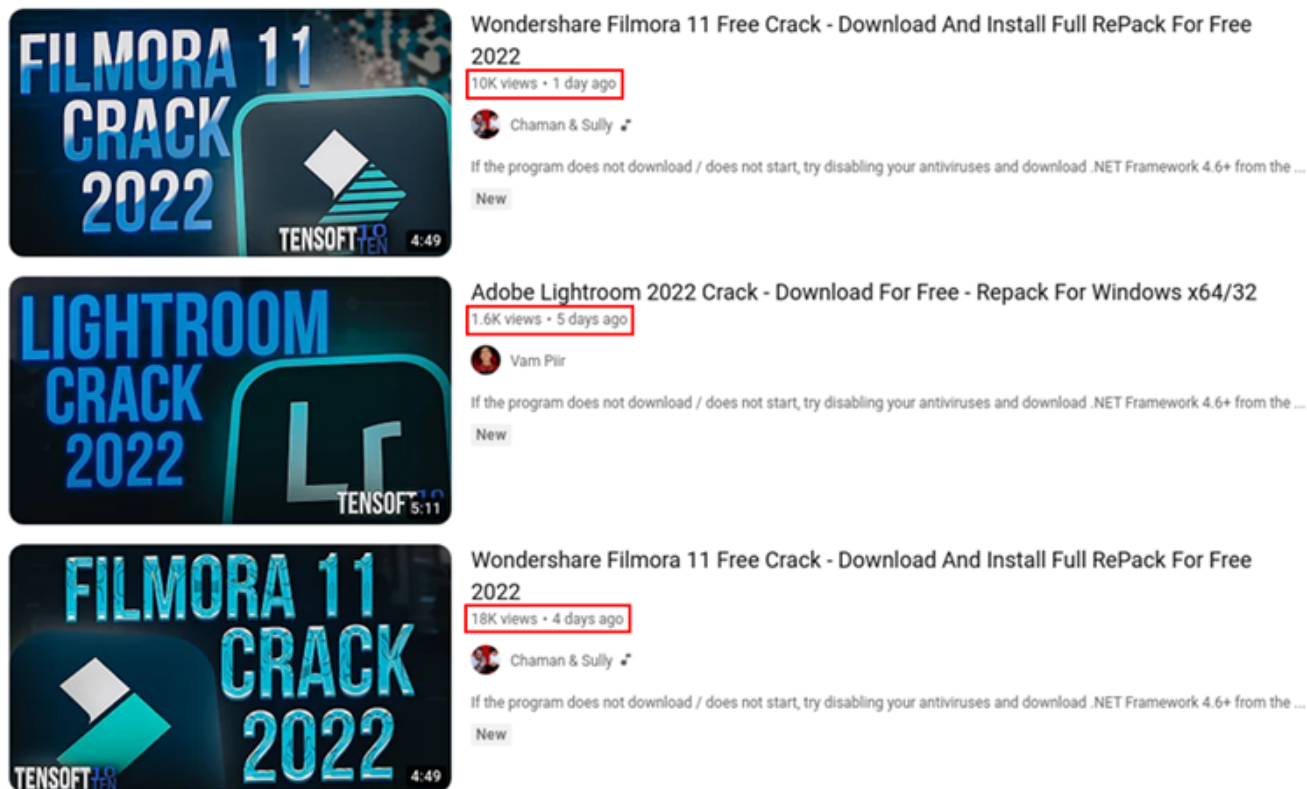 FILMORA 11
CRACK
2022
TENSOFT
TEN
4:49
Wondershare Filmora 11 Free Crack - Download And Install Full RePack For Free
2022
10K views • 1 day ago
Chaman & Sully
If the program does not download / does not start, try disabling your antiviruses and download .NET Framework 4.6+ from the ...
New
LIGHTROOM
CRACK
2022
Lr
TENSOFT
5:11
Adobe Lightroom 2022 Crack - Download For Free - Repack For Windows x64/32
1.6K views • 5 days ago
Vam Piir
If the program does not download / does not start, try disabling your antiviruses and download .NET Framework 4.6+ from the ...
New
FILMORA 11
CRACK
2022
TENSOFT
TEN
4:49
Wondershare Filmora 11 Free Crack - Download And Install Full RePack For Free
2022
18K views • 4 days ago
Chaman & Sully
If the program does not download / does not start, try disabling your antiviruses and download .NET Framework 4.6+ from the ...
New